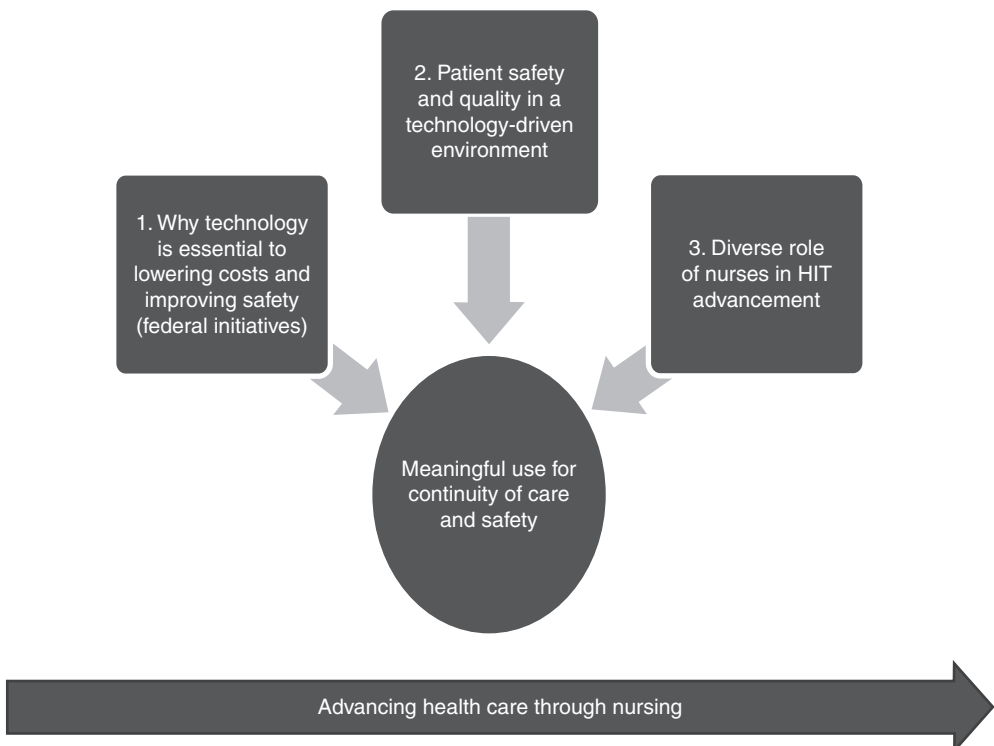 2. Patient safety
and quality in a
technology-driven
environment
1. Why technology
is essential to
lowering costs and
improving safety
(federal initiatives)
3. Diverse role
of nurses in HIT
advancement
Meaningful use for
continuity of care
and safety
Advancing health care through nursing